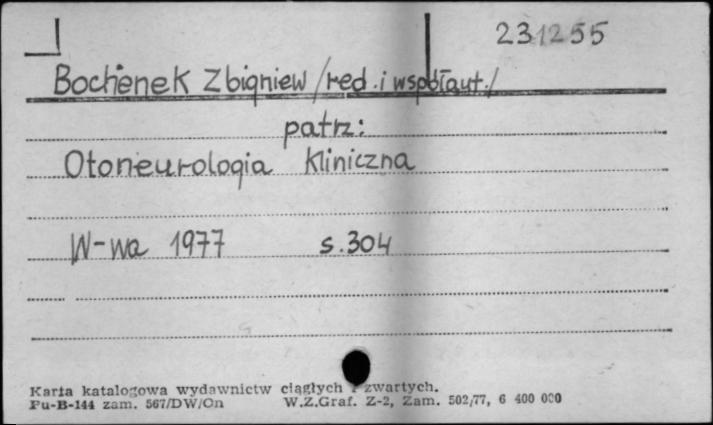 231255
Bochenek Zbigniew /red. i współaut./
patrz:
Otoneurologia Kliniczna
W-wa 1977 s.304
Karta katalogowa wydawnictw ciągłych i zwartych.
Pu-B-144 zam. 567/DW/On W.Z.Graf. Z-2, Zam. 502/77, 6 400 000